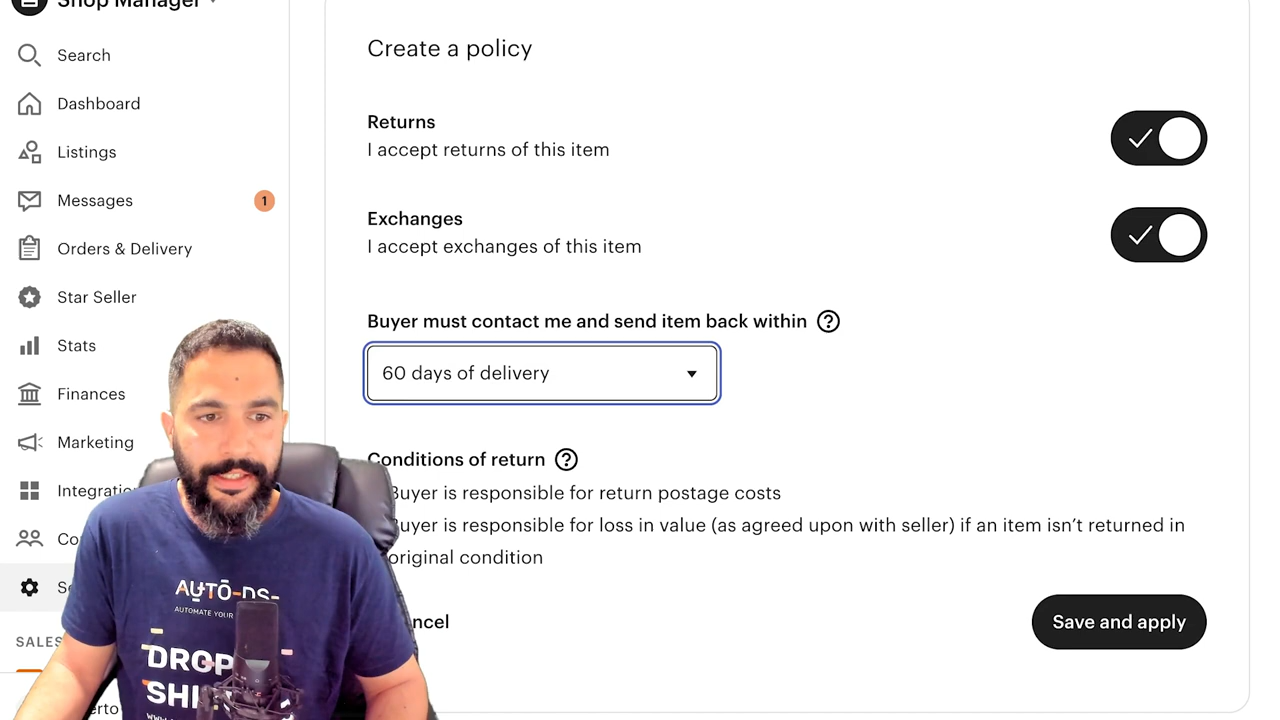 Shop Manager
Search
Dashboard
Listings
Messages
1
Orders & Delivery
Star Seller
Stats
Finances
Marketing
SALES
Create a policy
Returns
I accept returns of this item
Exchanges
I accept exchanges of this item
Buyer must contact me and send item back within ?
60 days of delivery
Conditions of return ?
Buyer is responsible for return postage costs
Buyer is responsible for loss in value (as agreed upon with seller) if an item isn't returned in
original condition
Save and apply
AUTO-DS-
AUTOMATE YOUR
DROP
SHI